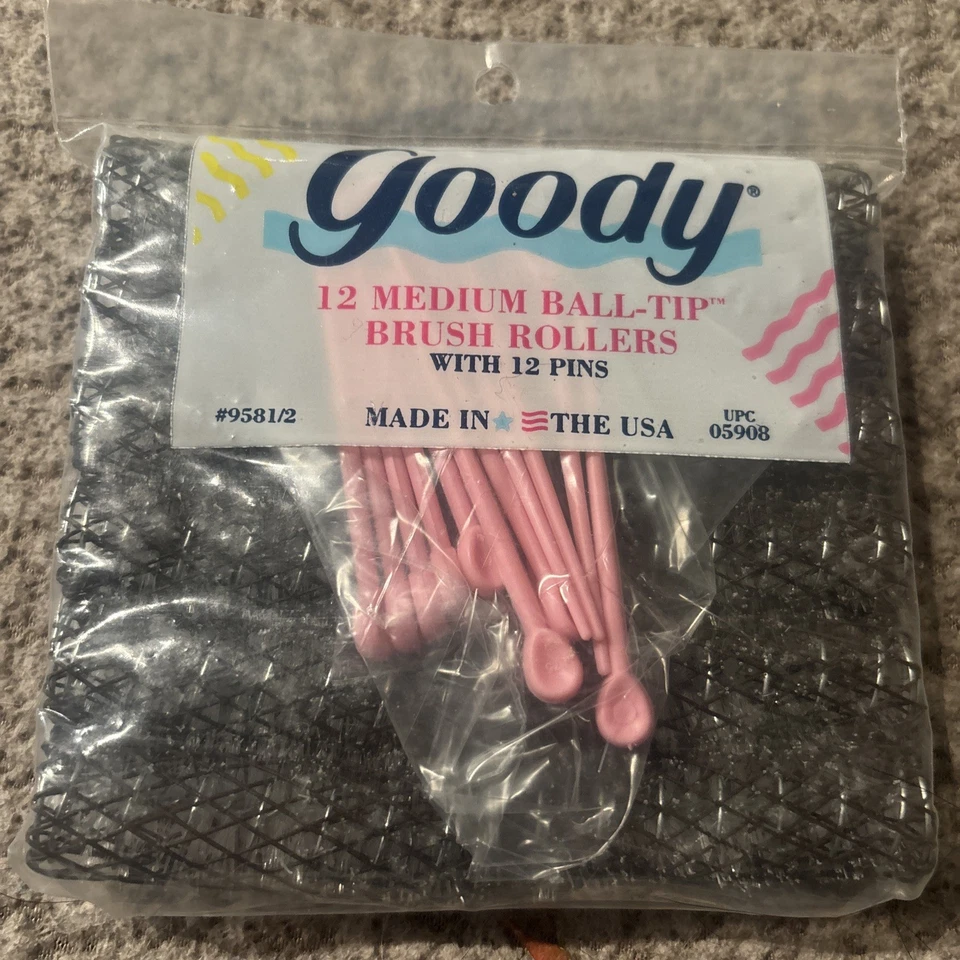 goody®
12 MEDIUM BALL-TIP™
BRUSH ROLLERS
WITH 12 PINS
#9581/2
MADE IN THE USA
UPC
05908